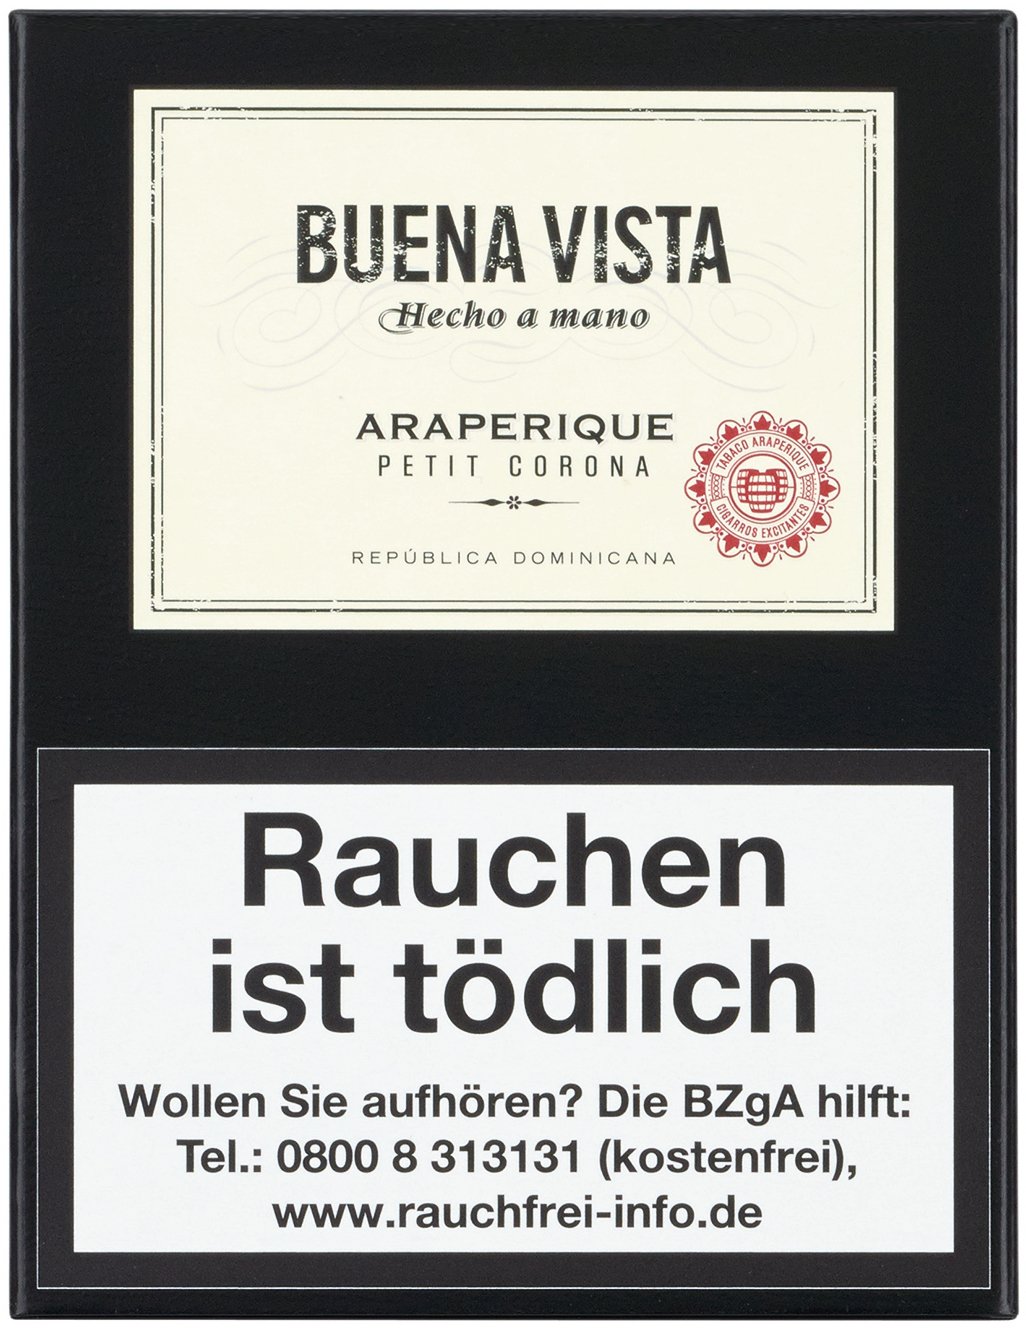 BUENA VISTA
Hecho a mano
ARAPERIQUE
PETIT CORONA
REPÚBLICA DOMINICANA
TABACO ARAPERIQUE
CIGARROS EXCITANTES
Rauchen
ist tödlich
Wollen Sie aufhören? Die BZgA hilft:
Tel.: 0800 8 313131 (kostenfrei),
www.rauchfrei-info.de